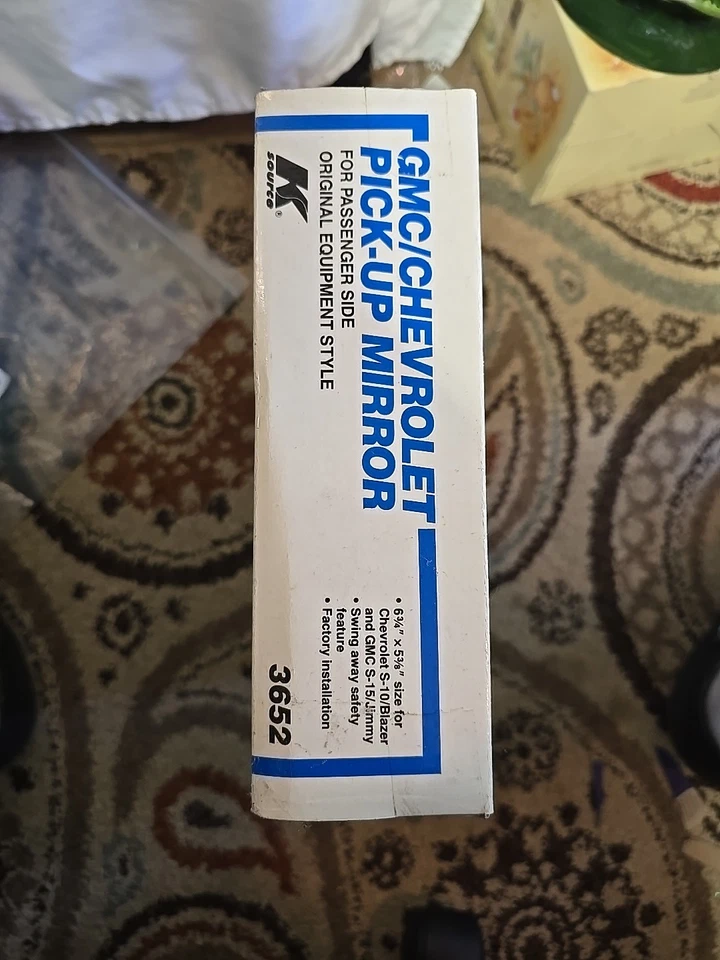 GMC/CHEVROLET
PICK-UP MIRROR
FOR PASSENGER SIDE
ORIGINAL EQUIPMENT STYLE
K
source®
• 6¾" x 5⅜" size for
Chevrolet S-10/Blazer
and GMC S-15/Jimmy
• Swing away safety
feature
• Factory installation
3652